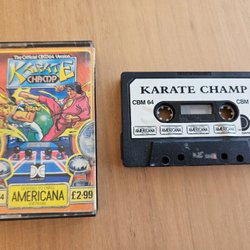 The Official CBM64 Version
KARATE
CHAMP
64
AMERICANA
£2·99
KARATE CHAMP
CBM 64
CBM 64
AMERICANA
AMERICANA
AMERICANA
AMERICANA